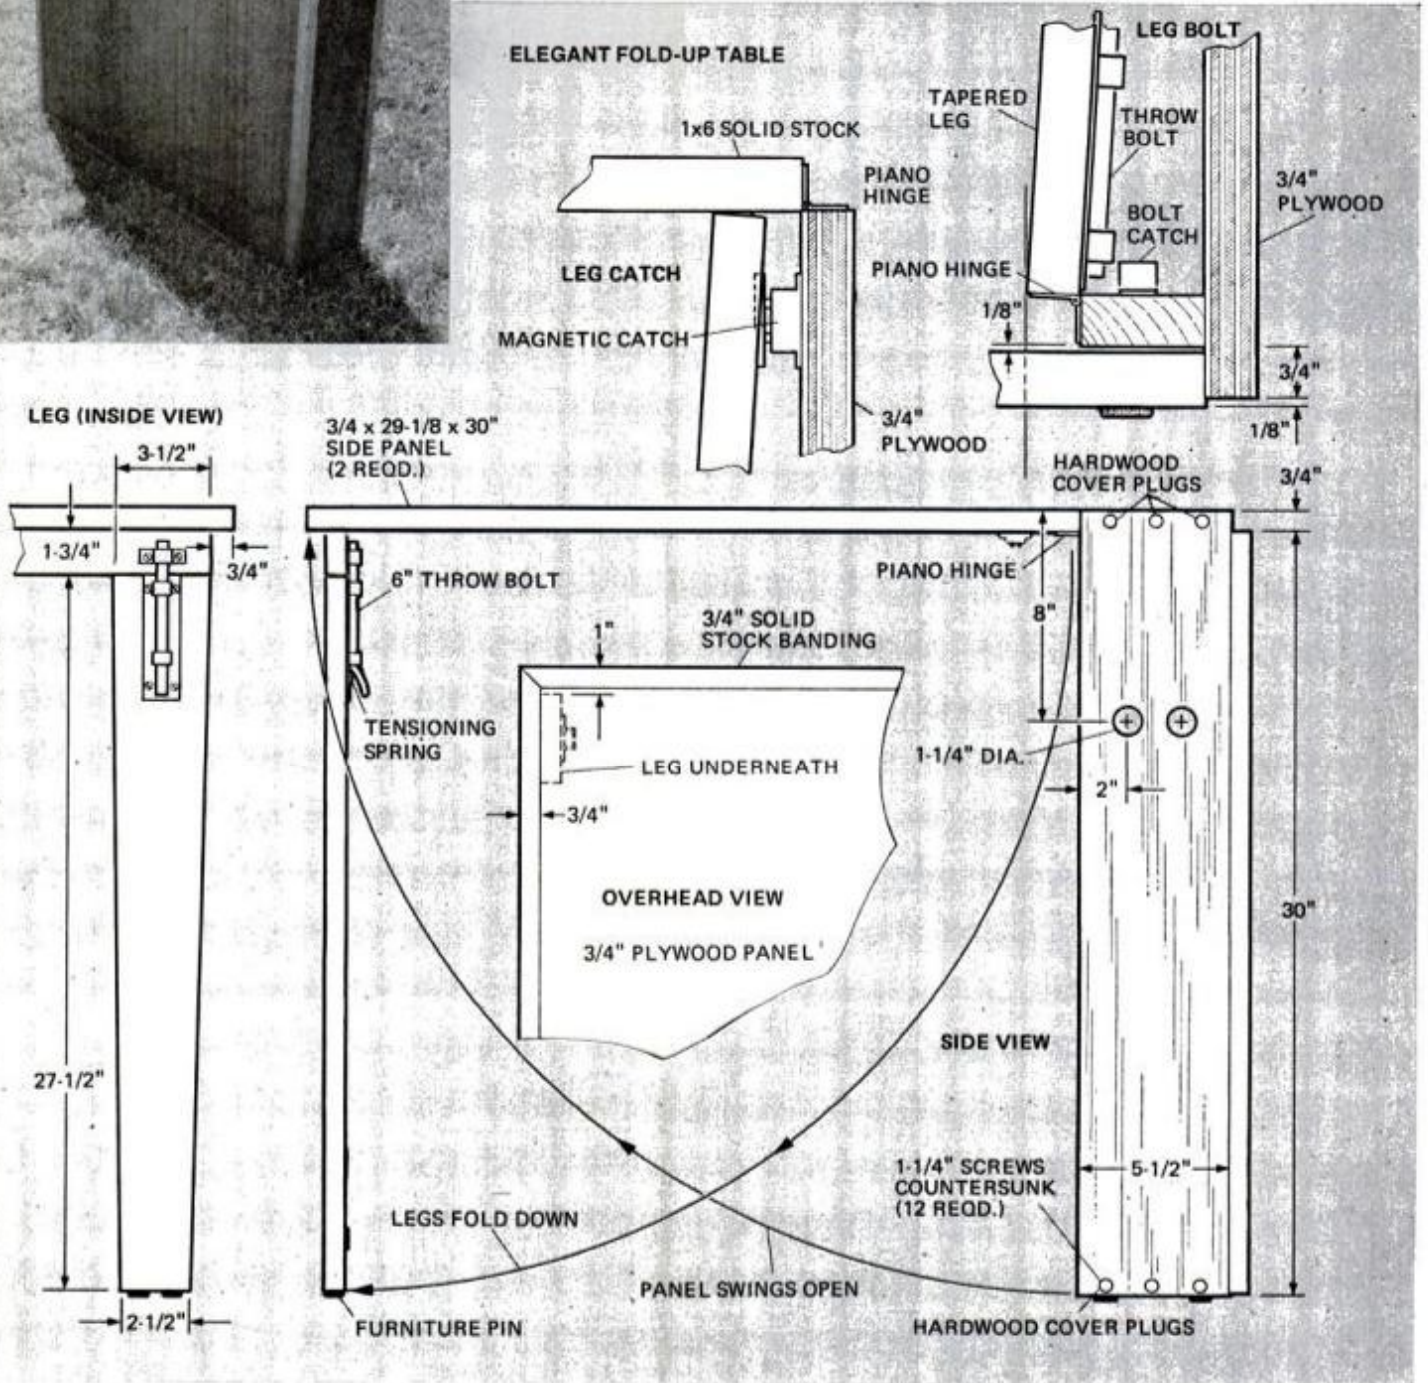 ELEGANT FOLD-UP TABLE
1x6 SOLID STOCK
PIANO
HINGE
LEG CATCH
MAGNETIC CATCH
3/4"
PLYWOOD
LEG BOLT
TAPERED
LEG
THROW
BOLT
3/4"
PLYWOOD
BOLT
CATCH
PIANO HINGE
1/8"
3/4"
1/8"
3/4"
LEG (INSIDE VIEW)
3-1/2"
1-3/4"
3/4"
27-1/2"
2-1/2"
3/4 x 29-1/8 x 30"
SIDE PANEL
(2 REQD.)
HARDWOOD
COVER PLUGS
6" THROW BOLT
PIANO HINGE
8"
TENSIONING
SPRING
1"
3/4" SOLID
STOCK BANDING
LEG UNDERNEATH
3/4"
OVERHEAD VIEW
3/4" PLYWOOD PANEL
1-1/4" DIA.
2"
30"
SIDE VIEW
5-1/2"
1-1/4" SCREWS
COUNTERSUNK
(12 REQD.)
LEGS FOLD DOWN
PANEL SWINGS OPEN
FURNITURE PIN
HARDWOOD COVER PLUGS